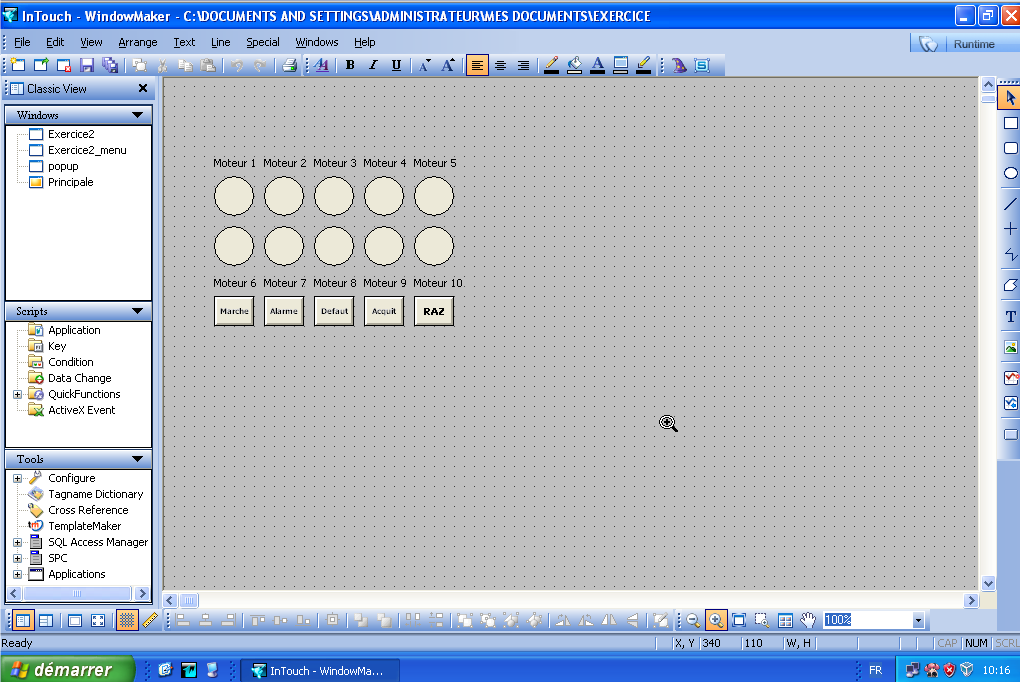 InTouch - WindowMaker - C:\DOCUMENTS AND SETTINGS\ADMINISTRATEUR\MES DOCUMENTS\EXERCICE
File Edit View Arrange Text Line Special Windows Help
Runtime
Classic View
Windows
Exercice2
Exercice2_menu
popup
Principale
Scripts
Application
Key
Condition
Data Change
QuickFunctions
ActiveX Event
Tools
Configure
Tagname Dictionary
Cross Reference
TemplateMaker
SQL Access Manager
SPC
Applications
Moteur 1 Moteur 2 Moteur 3 Moteur 4 Moteur 5
Moteur 6 Moteur 7 Moteur 8 Moteur 9 Moteur 10
Marche Alarme Defaut Acquit RAZ
100%
Ready
X, Y 340 110 W, H CAP NUM SCRL
démarrer
InTouch - WindowMa...
FR
10:16